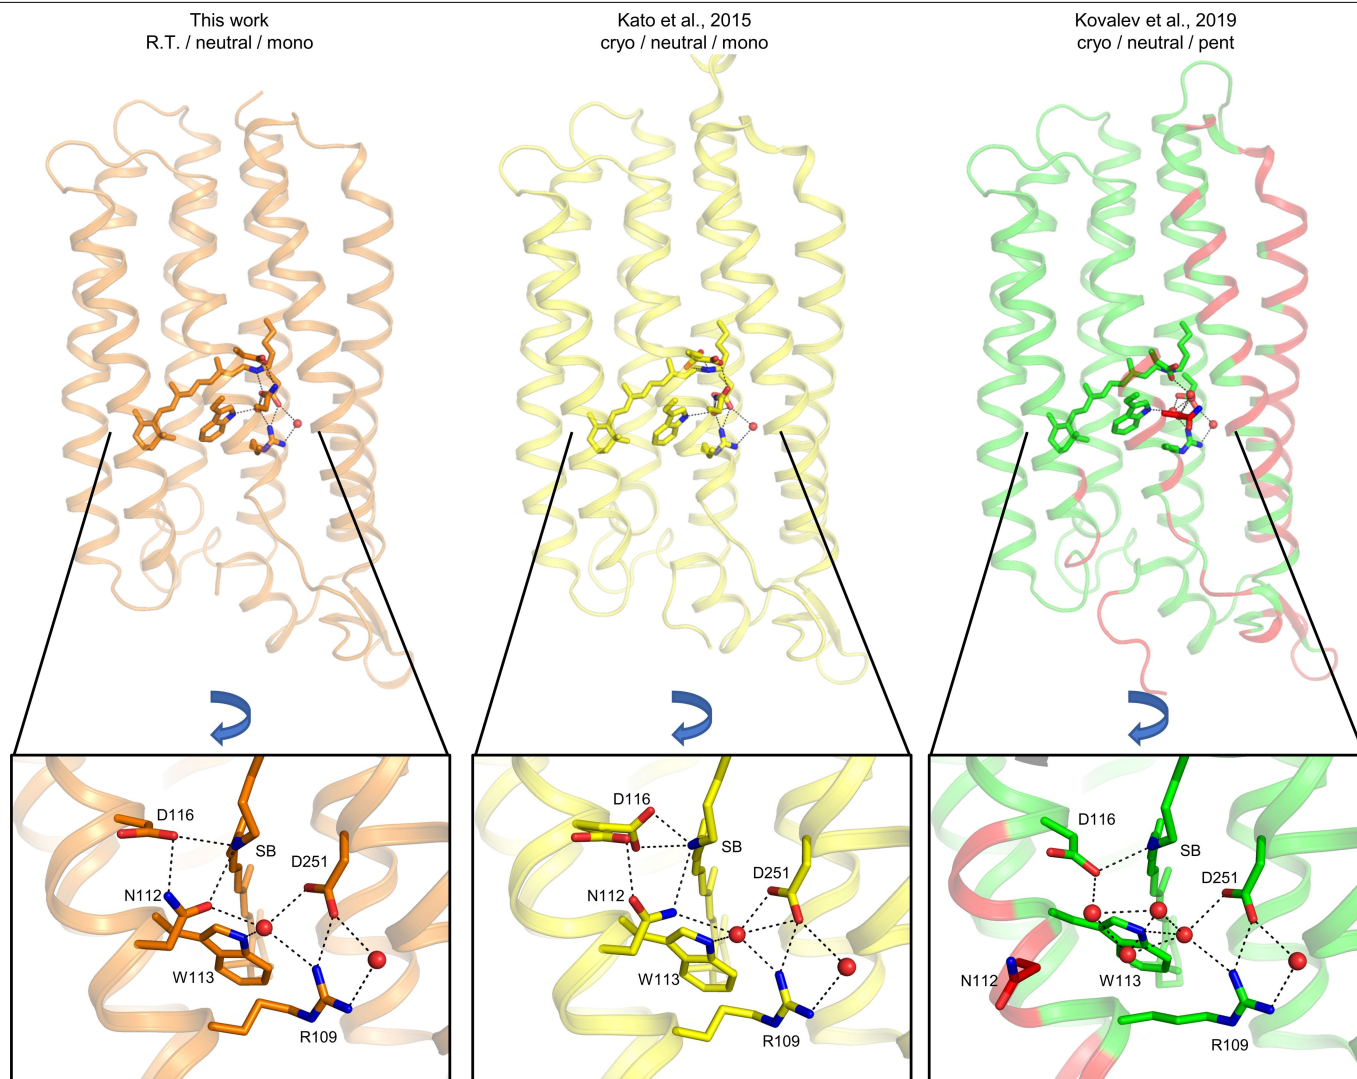 This work
R.T. / neutral / mono
Kato et al., 2015
cryo / neutral / mono
Kovalev et al., 2019
cryo / neutral / pent
D116
SB
D251
N112
W113
R109
D116
SB
D251
N112
W113
R109
D116
SB
D251
N112
W113
R109